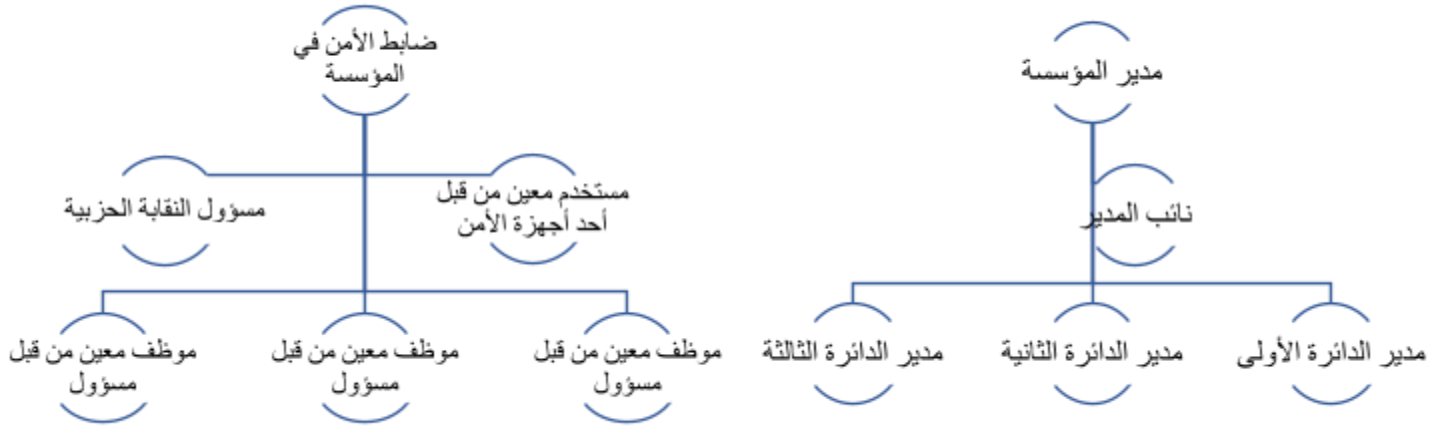 مدير المؤسسة
نائب المدير
مدير الدائرة الأولى
مدير الدائرة الثانية
مدير الدائرة الثالثة
ضابط الأمن في
المؤسسة
مستخدم معين من قبل
أحد أجهزة الأمن
مسؤول النقابة الحزبية
موظف معين من قبل
مسؤول
موظف معين من قبل
مسؤول
موظف معين من قبل
مسؤول